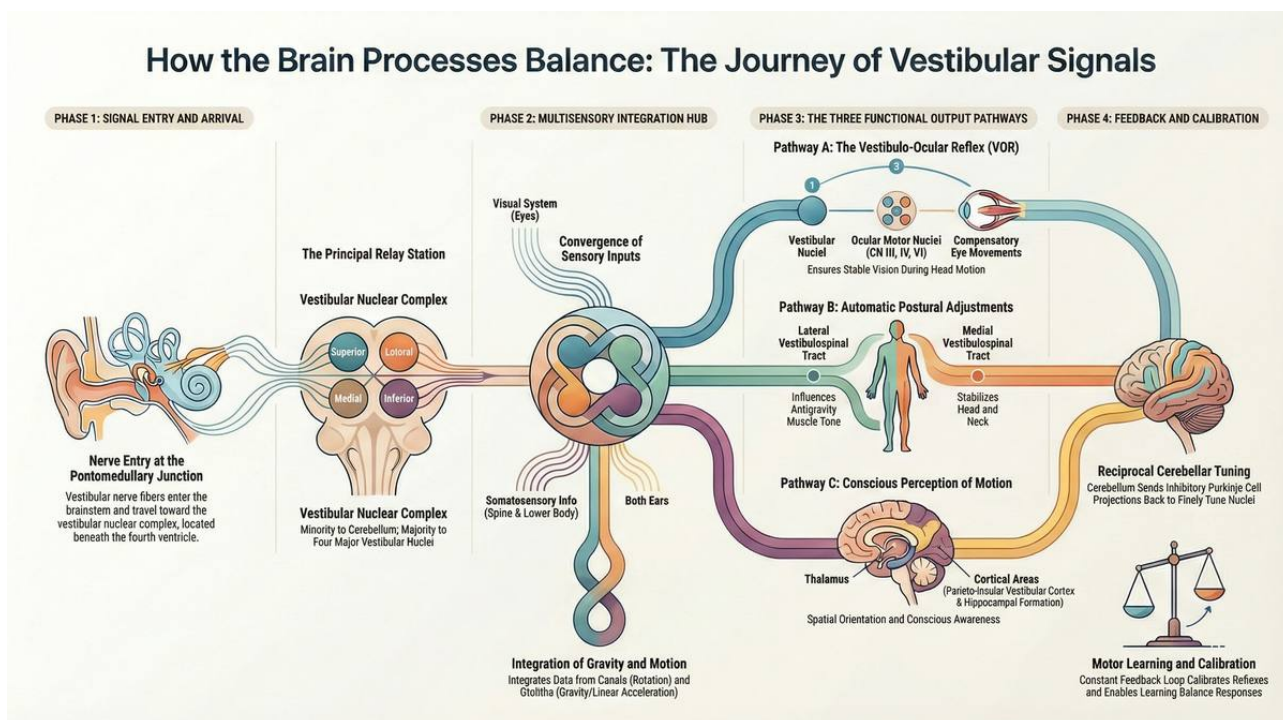 How the Brain Processes Balance: The Journey of Vestibular Signals
PHASE 1: SIGNAL ENTRY AND ARRIVAL
Nerve Entry at the
Pontomedullary Junction
Vestibular nerve fibers enter the
brainstem and travel toward the
vestibular nuclear complex, located
beneath the fourth ventricle.
The Principal Relay Station
Vestibular Nuclear Complex
Superior
Lotoral
Medial
Inferior
Vestibular Nuclear Complex
Minority to Cerebellum; Majority to
Four Major Vestibular Huclei
PHASE 2: MULTISENSORY INTEGRATION HUB
Visual System
(Eyes)
Convergence of
Sensory Inputs
Somatosensory Info
(Spine & Lower Body)
Both Ears
Integration of Gravity and Motion
Integrates Data from Canals (Rotation) and
Gtolitha (Gravity/Linear Acceleration)
PHASE 3: THE THREE FUNCTIONAL OUTPUT PATHWAYS
Pathway A: The Vestibulo-Ocular Reflex (VOR)
1
3
Vestibular
Nuclel
Ocular Motor Nuclei
(CN III, IV, VI)
Compensatory
Eye Movements
Ensures Stable Vision During Head Motion
Pathway B: Automatic Postural Adjustments
Lateral
Vestibulospinal
Tract
Influences
Antigravity
Muscle Tone
Medial
Vestibulospinal
Tract
Stabilizes
Head and
Neck
Pathway C: Conscious Perception of Motion
Thalamus
Cortical Areas
(Parieto-Insular Vestibular Cortex
& Hippocampal Formation)
Spatial Orientation and Conscious Awareness
PHASE 4: FEEDBACK AND CALIBRATION
Reciprocal Cerebellar Tuning
Cerebellum Sends Inhibitory Purkinje Cell
Projections Back to Finely Tune Nuclei
Motor Learning and Calibration
Constant Feedback Loop Calibrates Reflexes
and Enables Learning Balance Responses